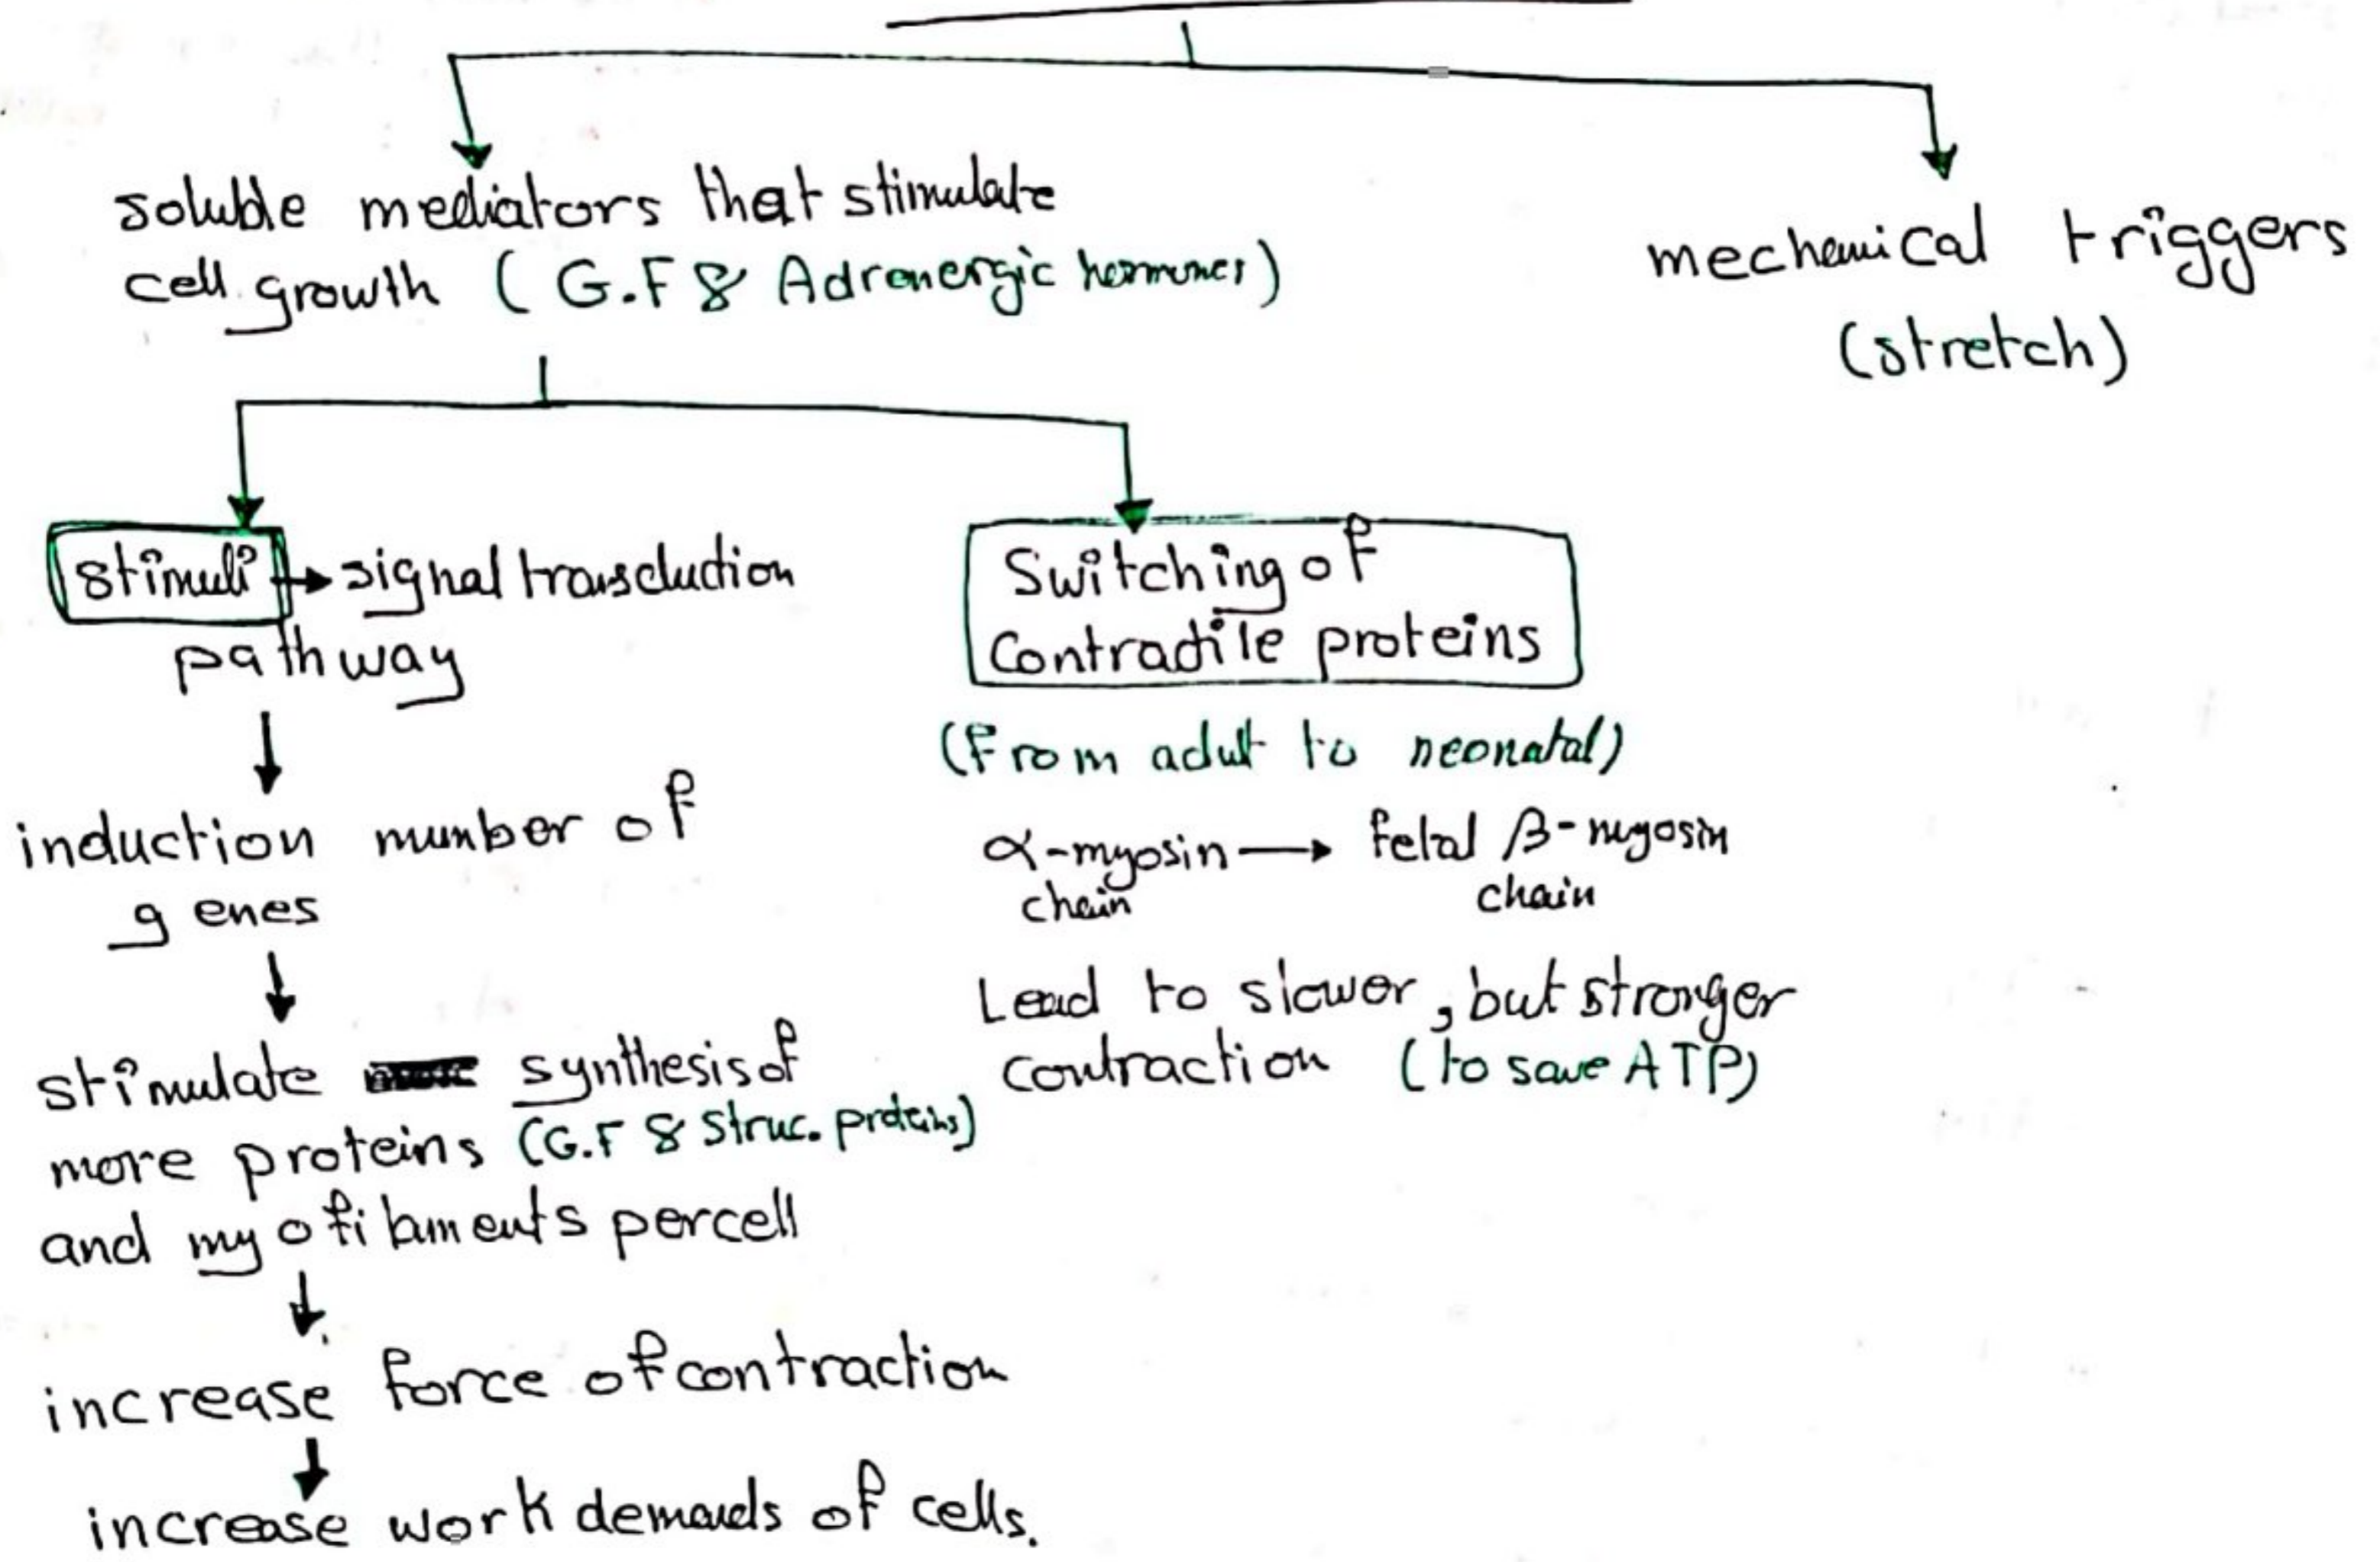 soluble mediators that stimulate
cell growth (G.F & Adrenergic hormones)
mechanical triggers
(stretch)
stimuli → signal transduction
pathway
induction number of
genes
stimulate synthesis of
more proteins (G.F & Struc. proteins)
and myofilaments per cell
increase force of contraction
increase work demands of cells.
Switching of
Contractile proteins
(From adult to neonatal)
α-myosin → fetal β-myosin
chain chain
Lead to slower, but stronger
contraction (to save ATP)